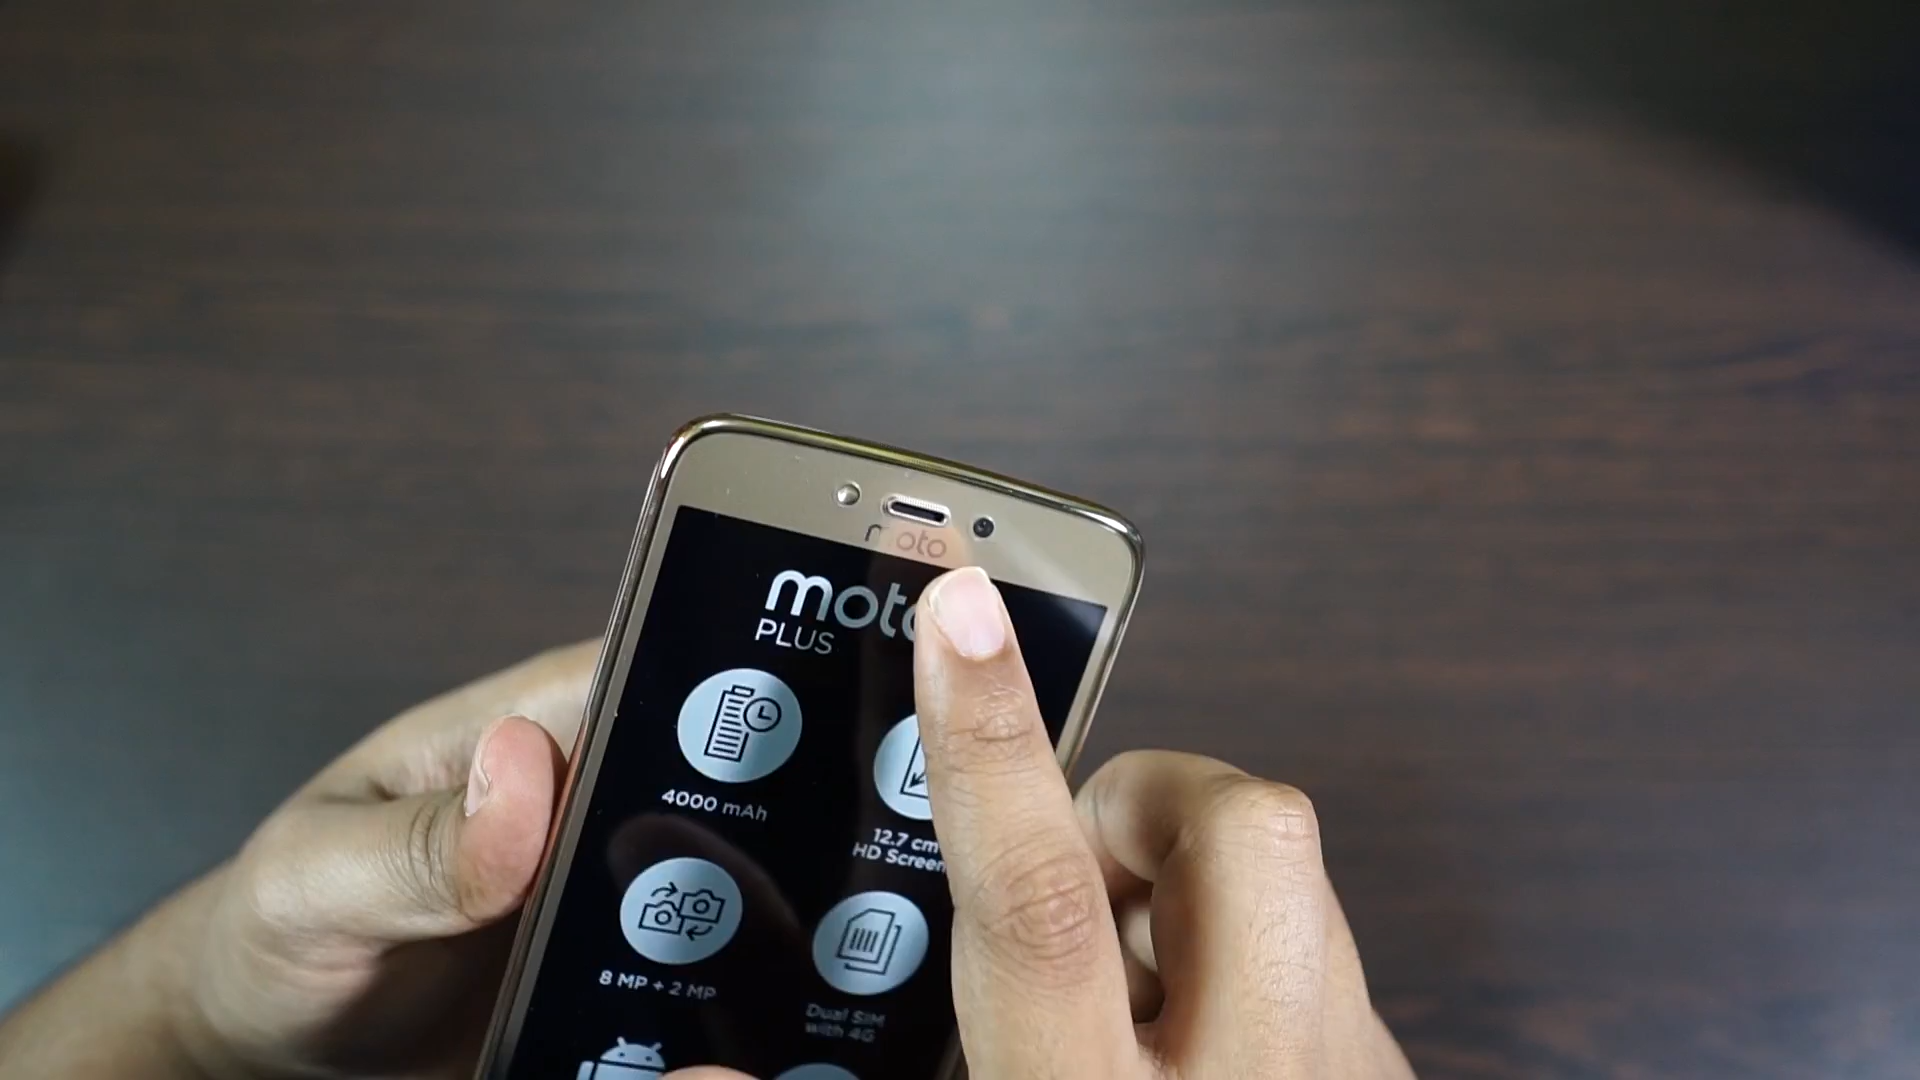 moto
moto
PLUS
4000 mAh
12.7 cm
HD Screen
8 MP + 2 MP
Dual SIM
with 4G